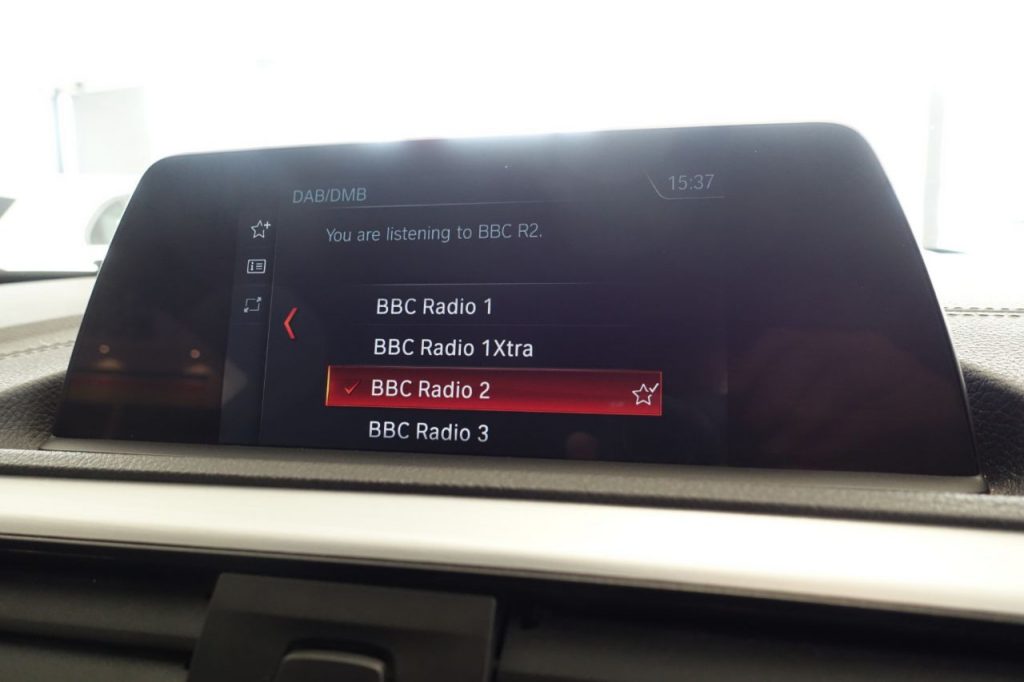 DAB/DMB
15:37
You are listening to BBC R2.
BBC Radio 1
BBC Radio 1Xtra
BBC Radio 2
BBC Radio 3